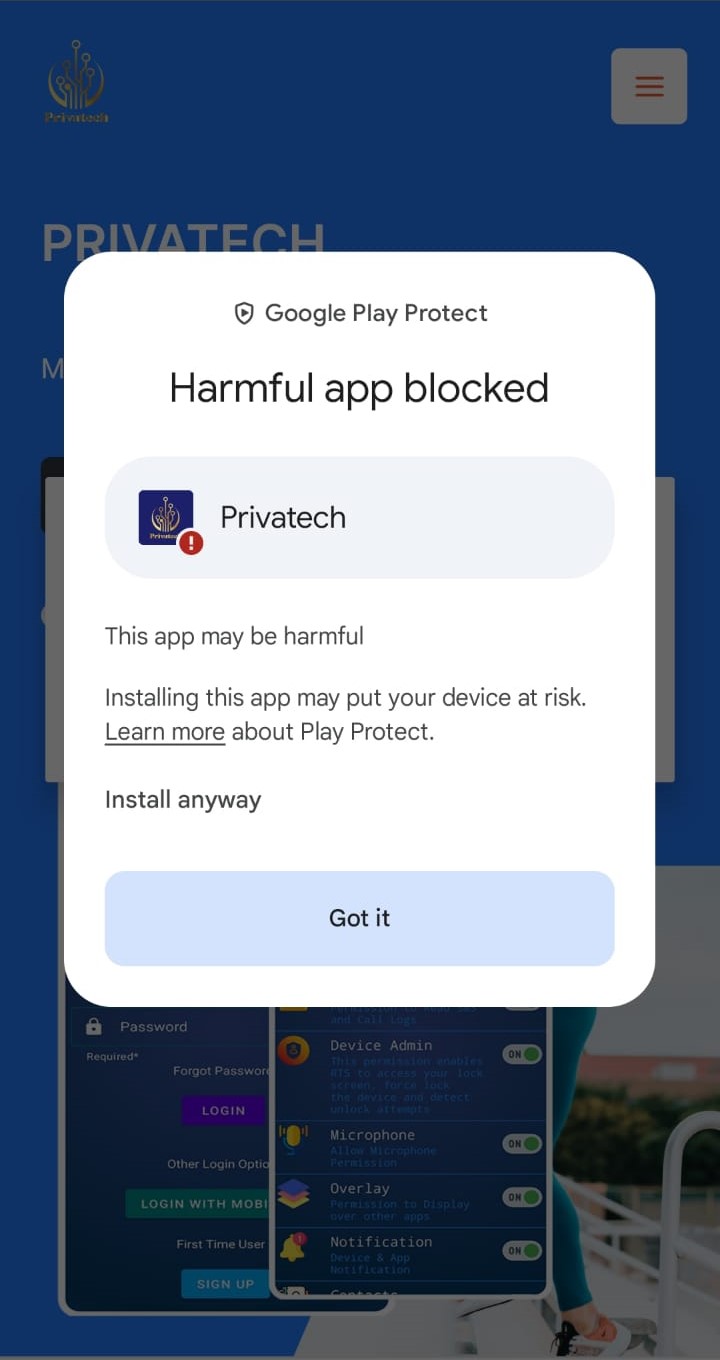 Privatech
PRIVATECH
M
Google Play Protect
Harmful app blocked
Privatech
Privatech
This app may be harmful
Installing this app may put your device at risk.
Learn more about Play Protect.
Install anyway
Got it
Password
Required*
Forgot Password
LOGIN
Other Login Optio
LOGIN WITH MOBI
First Time User
SIGN UP
Permission to Read SMS
and Call Logs
Device Admin
This permission enables
RTS to access your lock
screen, force lock
the device and detect
unlock attempts
ON
Microphone
Allow Microphone
Permission
ON
Overlay
Permission to Display
over other apps
ON
Notification
Device & App
Notification
ON
Contacts